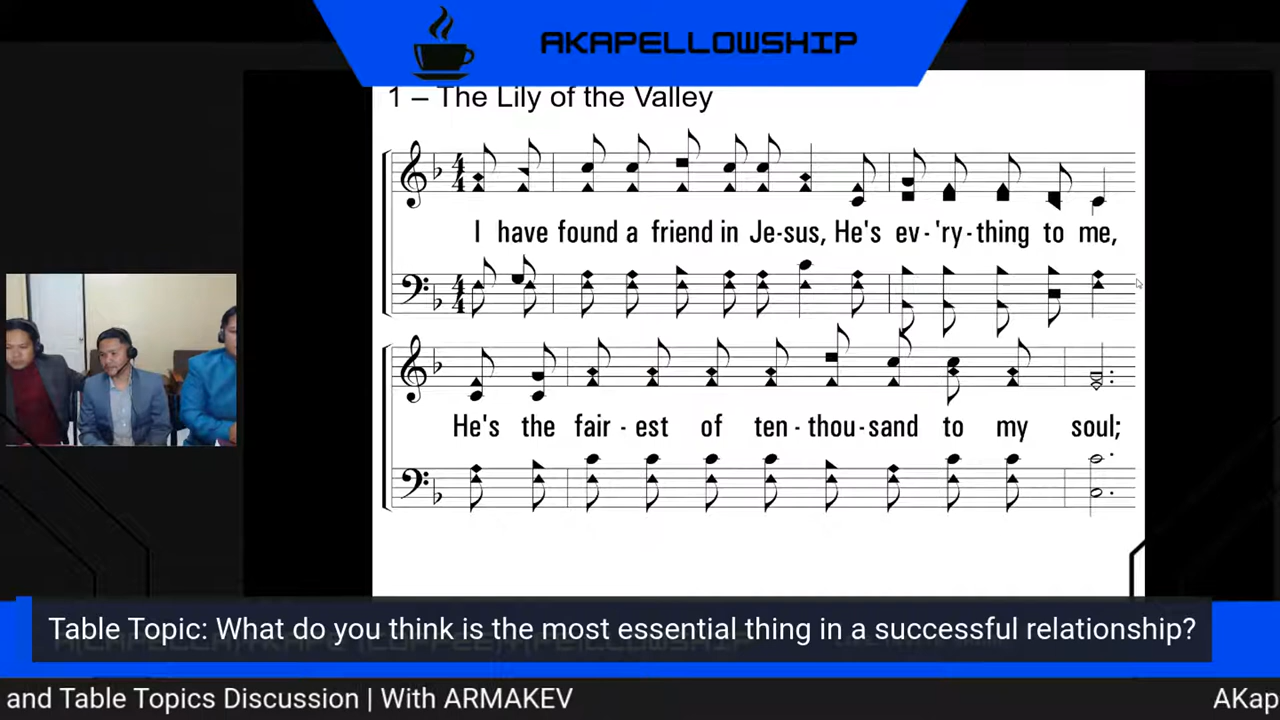 AKAPELLOWSHIP
1 – The Lily of the Valley
I have found a friend in Je-sus, He's ev-'ry-thing to me,
He's the fair-est of ten-thou-sand to my soul;
Table Topic: What do you think is the most essential thing in a successful relationship?
and Table Topics Discussion | With ARMAKEV
AKap